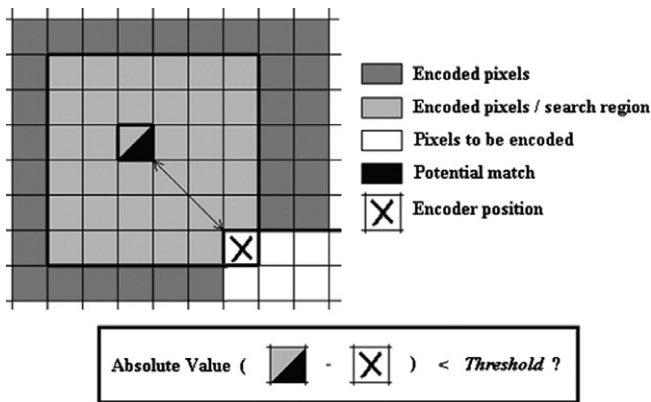 Encoded pixels
Encoded pixels / search region
Pixels to be encoded
Potential match
Encoder position
Absolute Value ( - ) < Threshold ?